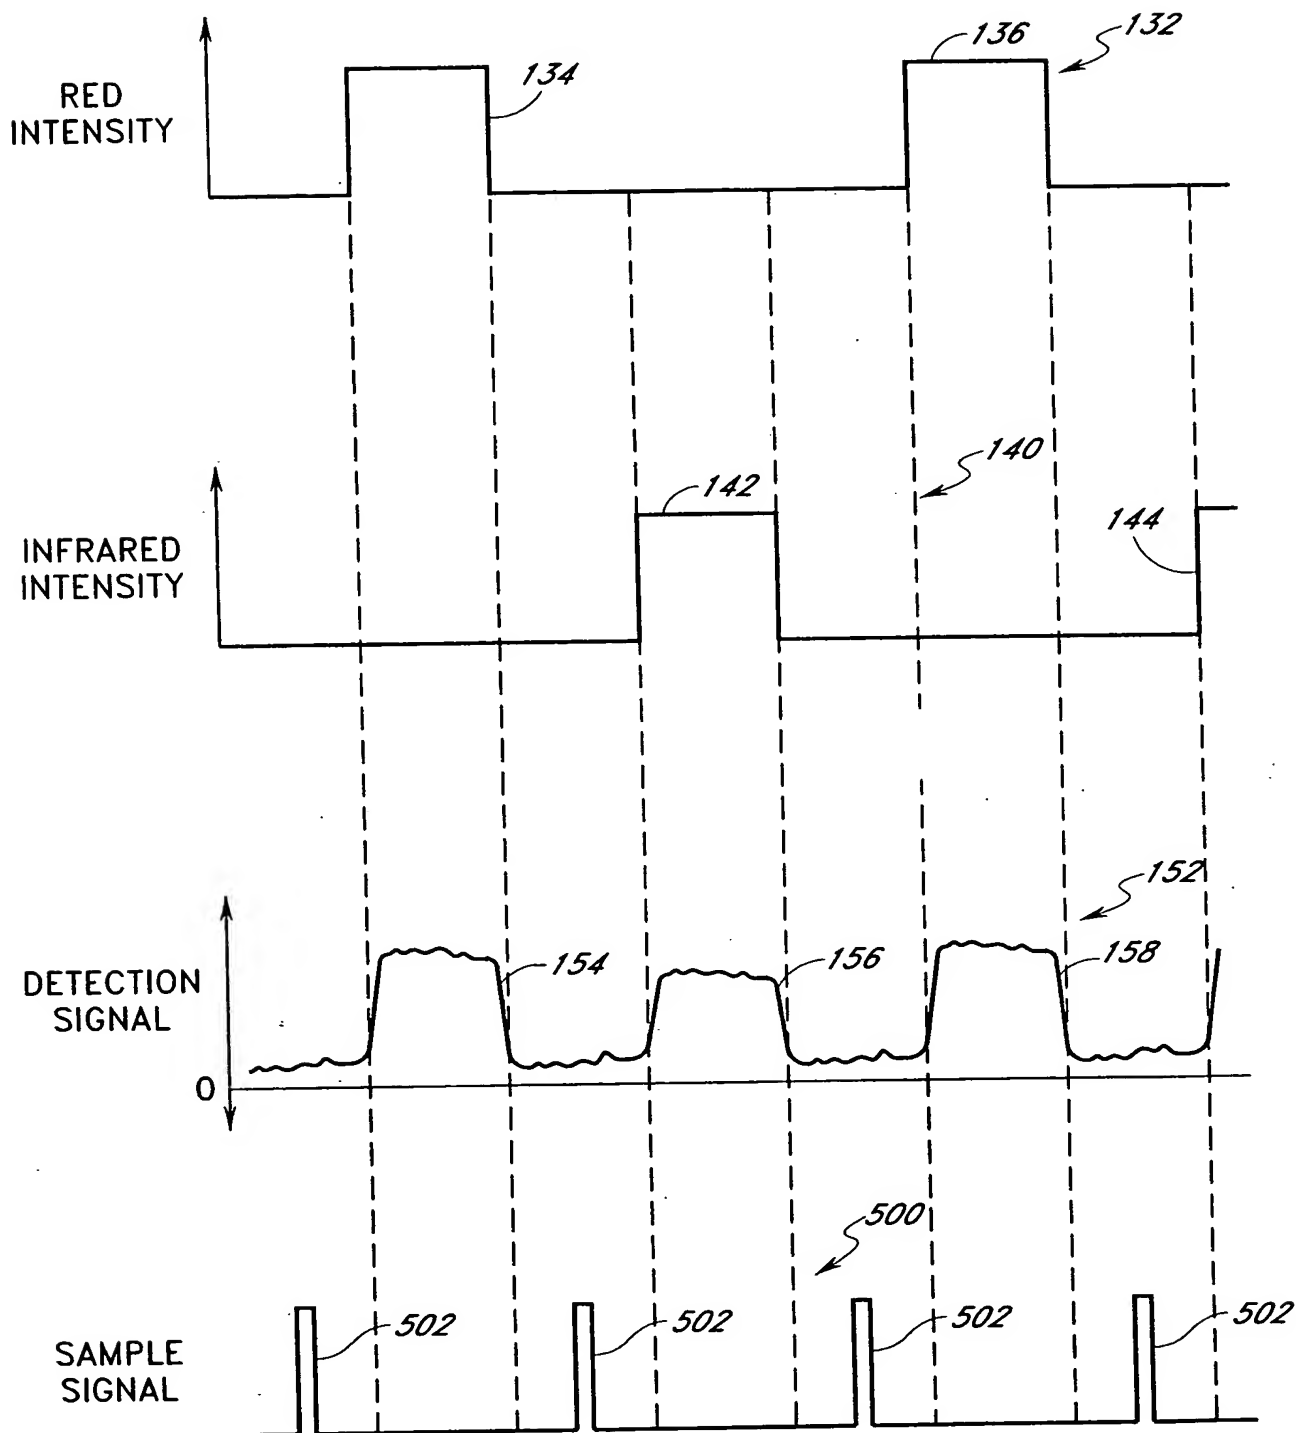 132
136
134
RED
INTENSITY
140
142
144
INFRARED
INTENSITY
152
154
156
158
DETECTION
SIGNAL
0
500
502
502
502
502
SAMPLE
SIGNAL